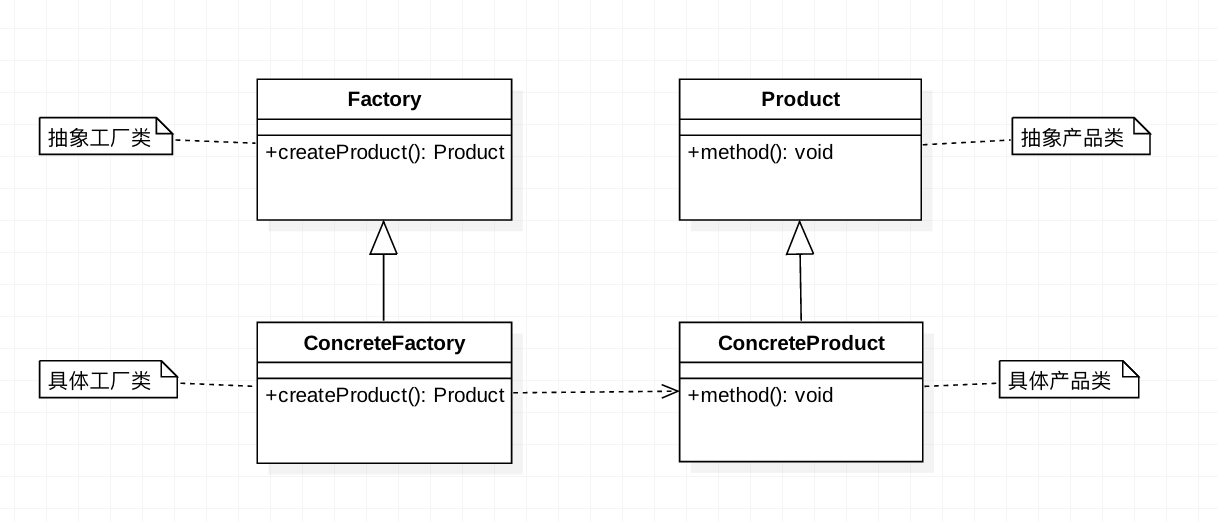 Factory
Product
抽象工厂类
抽象产品类
+createProduct(): Product
+method(): void
ConcreteFactory
ConcreteProduct
具体工厂类
具体产品类
+createProduct(): Product
+method(): void